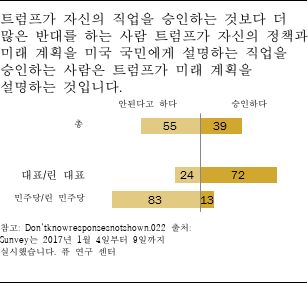 트럼프가 자신의 직업을 승인하는 것보다 더
많은 반대를 하는 사람 트럼프가 자신의 정책과
미래 계획을 미국 국민에게 설명하는 직업을
승인하는 사람은 트럼프가 미래 계획을
설명하는 것입니다.
안된다고 하다 승인하다
총 55 39
대표/린 대표 24 72
민주당/린 민주당 83 13
참고: Don'tknowresponsesnotshown.022 출처:
Survey는 2017년 1월 4일부터 9일까지
실시했습니다. 퓨 연구 센터